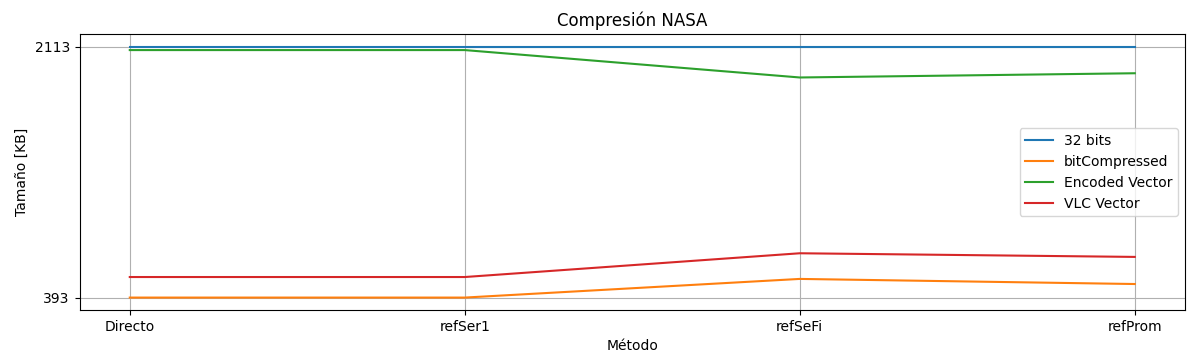 Compresión NASA
2113
393
Tamaño [KB]
32 bits
bitCompressed
Encoded Vector
VLC Vector
Directo
refSer1
refSeFi
refProm
Método